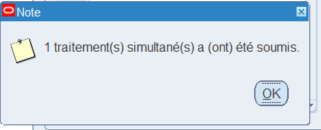 Note
1 traitement(s) simultané(s) a (ont) été soumis.
OK